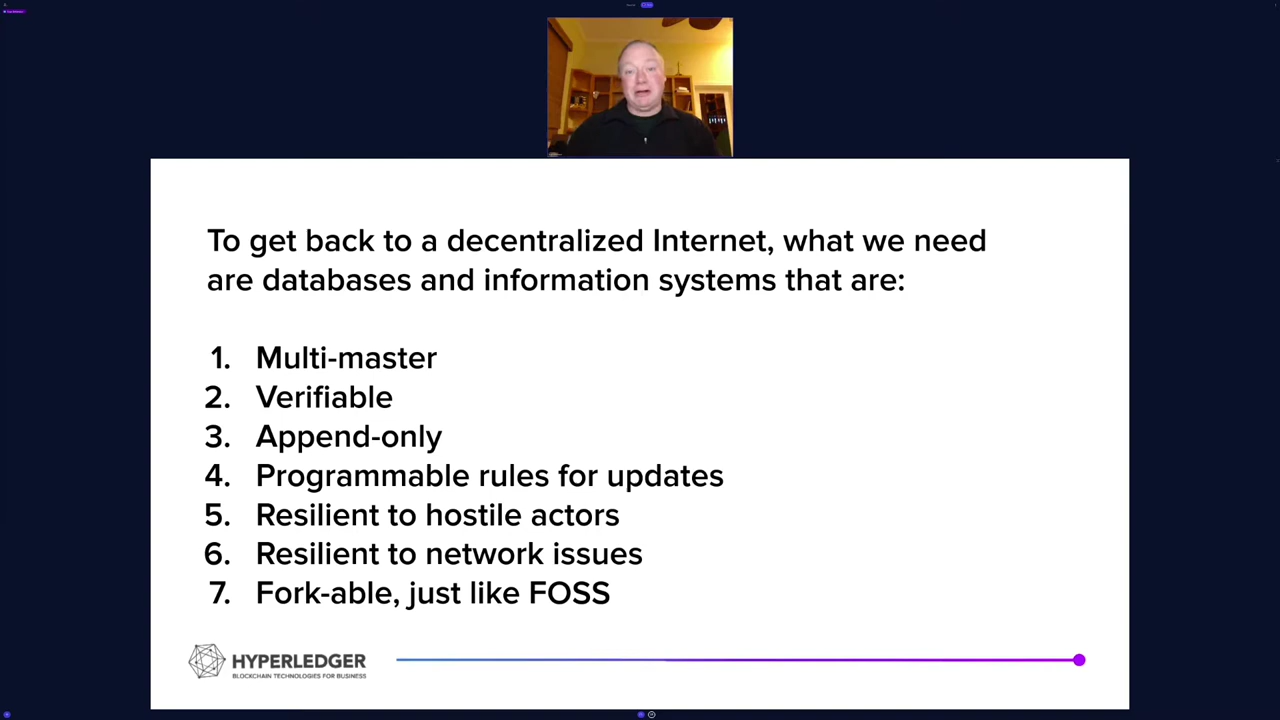 To get back to a decentralized Internet, what we need
are databases and information systems that are:
1. Multi-master
2. Verifiable
3. Append-only
4. Programmable rules for updates
5. Resilient to hostile actors
6. Resilient to network issues
7. Fork-able, just like FOSS
HYPERLEDGER
BLOCKCHAIN TECHNOLOGIES FOR BUSINESS